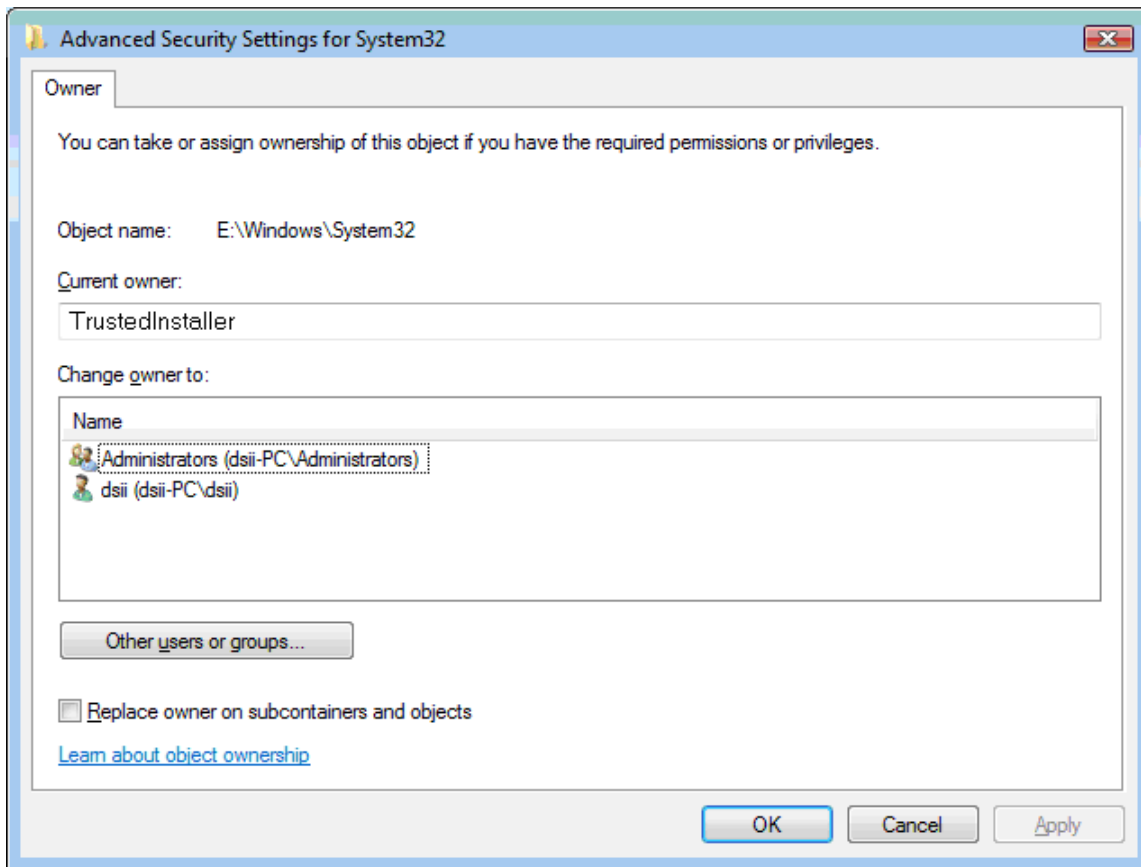 Advanced Security Settings for System32
Owner
You can take or assign ownership of this object if you have the required permissions or privileges.
Object name: E:\Windows\System32
Current owner:
TrustedInstaller
Change owner to:
Name
Administrators (dsii-PC\Administrators)
dsii (dsii-PC\dsii)
Other users or groups...
Replace owner on subcontainers and objects
Learn about object ownership
OK Cancel Apply